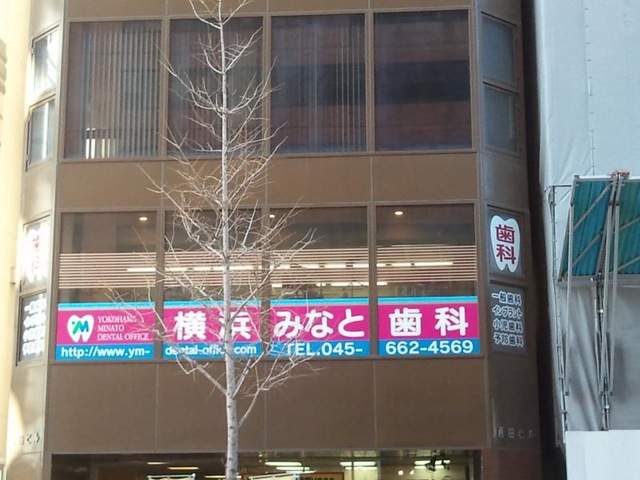 YOKOHAMA
MINATO
DENTAL OFFICE
横浜みなと歯科
http://www.ym-dental-office.com TEL.045-662-4569
歯科
一般歯科
インプラント
小児歯科
予防歯科